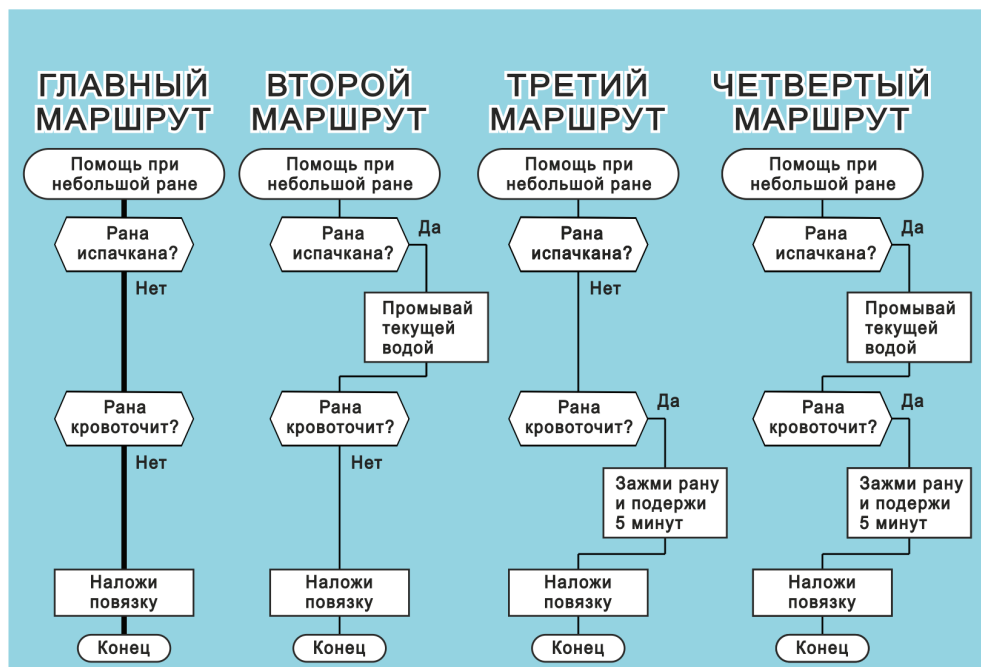 ГЛАВНЫЙ
МАРШРУТ
Помощь при
небольшой ране
Рана
испачкана?
Нет
Рана
кровоточит?
Нет
Наложи
повязку
Конец
ВТОРОЙ
МАРШРУТ
Помощь при
небольшой ране
Рана
испачкана?
Да
Промывай
текущей
водой
Рана
кровоточит?
Нет
Наложи
повязку
Конец
ТРЕТИЙ
МАРШРУТ
Помощь при
небольшой ране
Рана
испачкана?
Нет
Рана
кровоточит?
Да
Зажми рану
и подержи
5 минут
Наложи
повязку
Конец
ЧЕТВЕРТЫЙ
МАРШРУТ
Помощь при
небольшой ране
Рана
испачкана?
Да
Промывай
текущей
водой
Рана
кровоточит?
Да
Зажми рану
и подержи
5 минут
Наложи
повязку
Конец